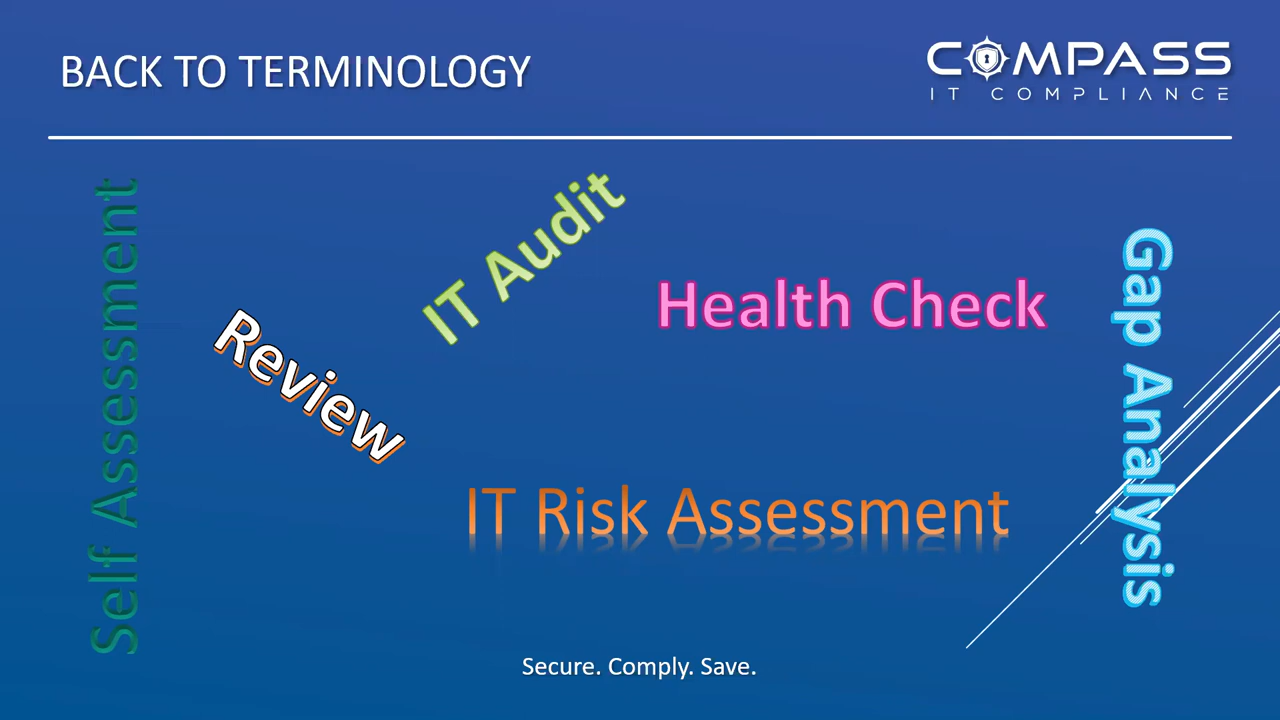 BACK TO TERMINOLOGY
COMPASS
IT COMPLIANCE
Self Assessment
Review
IT Audit
Health Check
Gap Analysis
IT Risk Assessment
Secure. Comply. Save.